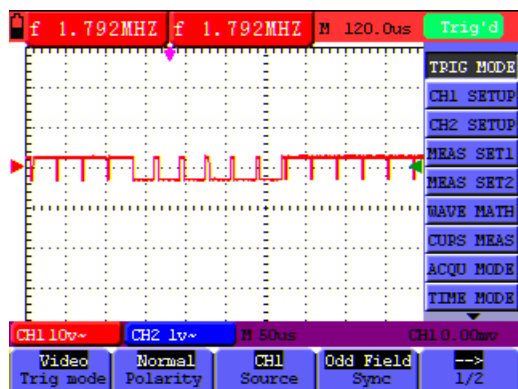 f 1.792MHZ f 1.792MHZ M 120.0us Trig'd
TRIG MODE
CH1 SETUP
CH2 SETUP
MEAS SET1
MEAS SET2
WAVE MATH
CURS MEAS
ACQU MODE
TIME MODE
CH1 10v~ CH2 1v~ M 50us CH1 0.00mv
Video Normal CH1 Odd Field -->
Trig mode Polarity Source Sync 1/2